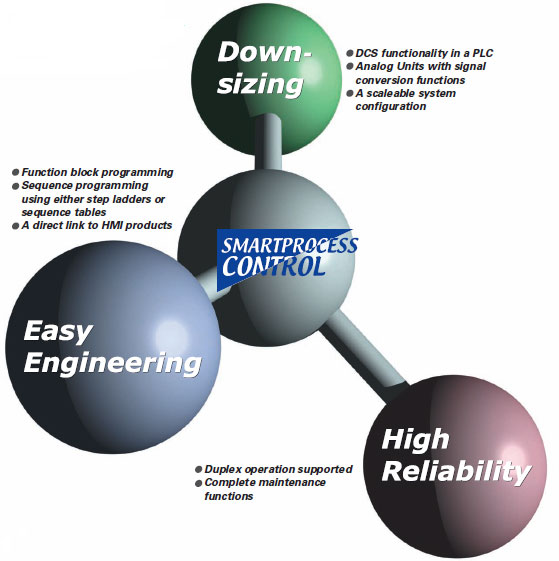 Down-
sizing
● DCS functionality in a PLC
● Analog Units with signal
conversion functions
● A scaleable system
configuration
● Function block programming
● Sequence programming
using either step ladders or
sequence tables
● A direct link to HMI products
SMARTPROCESS
CONTROL
Easy
Engineering
High
Reliability
● Duplex operation supported
● Complete maintenance
functions